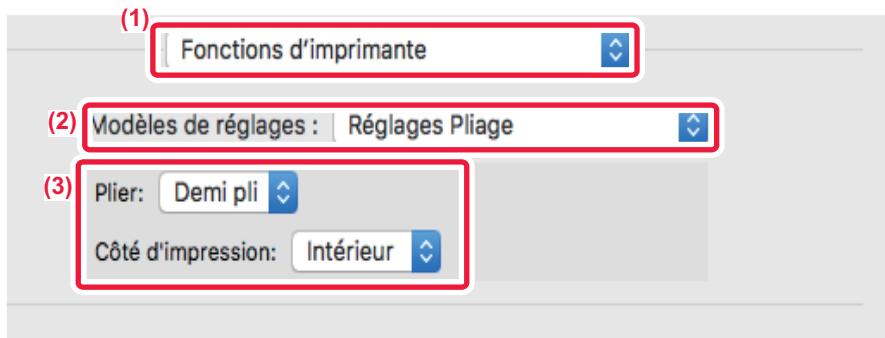 (1)
Fonctions d’imprimante
(2) Modèles de réglages : Réglages Pliage
(3)
Plier: Demi pli
Côté d'impression: Intérieur